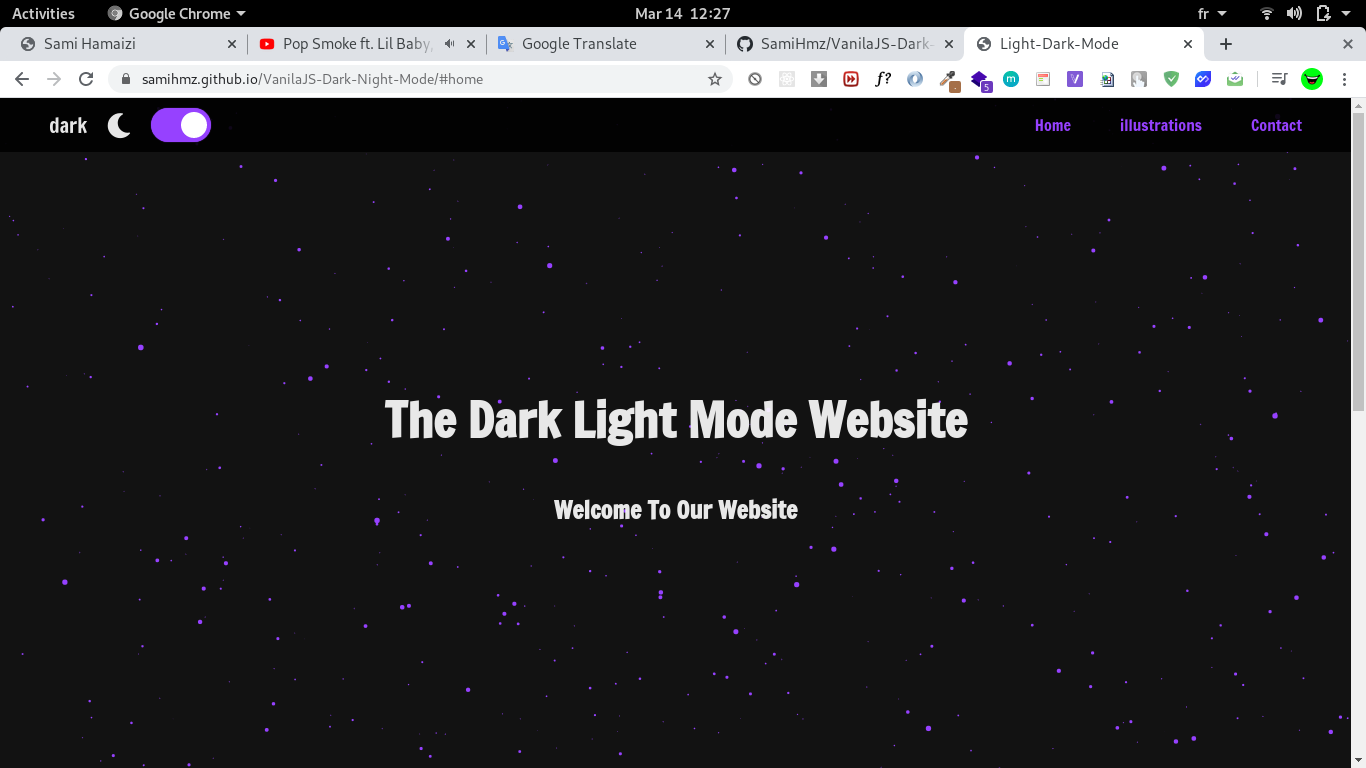 Activities Google Chrome Mar 14 12:27 fr
Sami Hamaizi Pop Smoke ft. Lil Baby, Google Translate SamiHmz/VanilaJS-Dark- Light-Dark-Mode
samihmz.github.io/VanilaJS-Dark-Night-Mode/#home f? 5 m
dark Home illustrations Contact
The Dark Light Mode Website
Welcome To Our Website